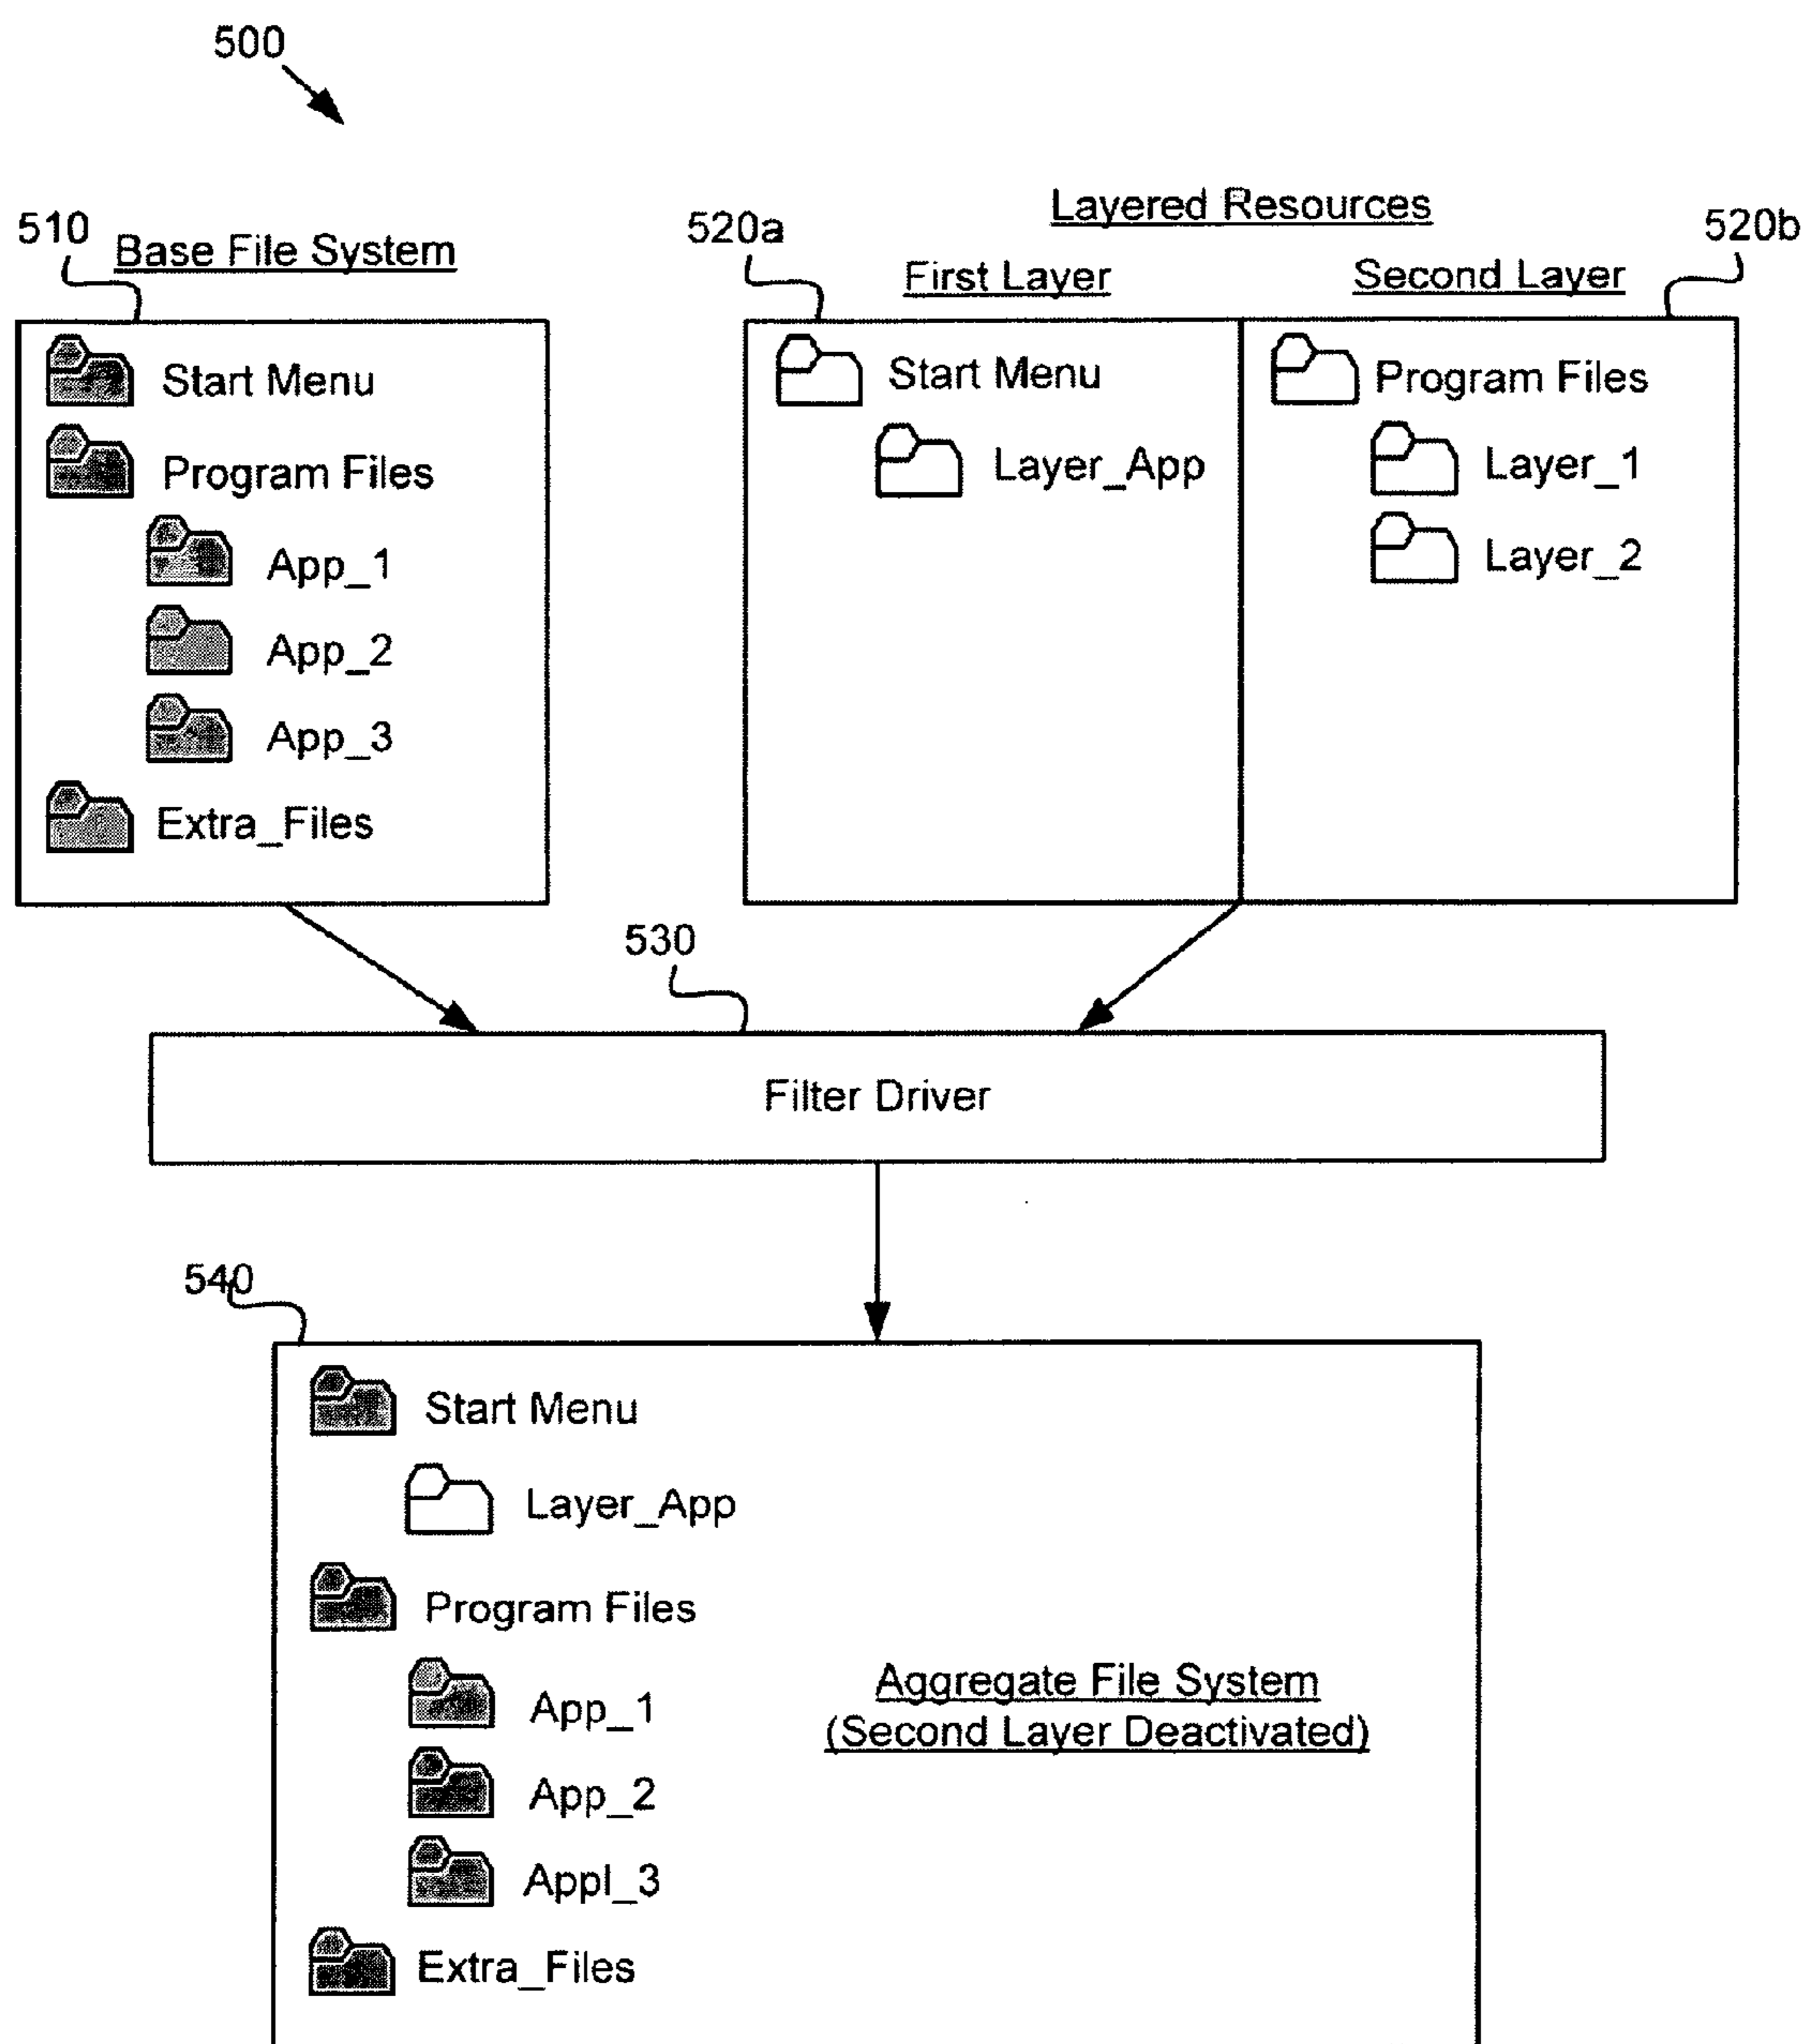 500
Layered Resources
510
Base File System
520a
First Layer
Second Layer
520b
Start Menu
Program Files
App_1
App_2
App_3
Extra_Files
Start Menu
Layer_App
Program Files
Layer_1
Layer_2
530
Filter Driver
540
Start Menu
Layer_App
Program Files
App_1
App_2
Appl_3
Extra_Files
Aggregate File System
(Second Layer Deactivated)